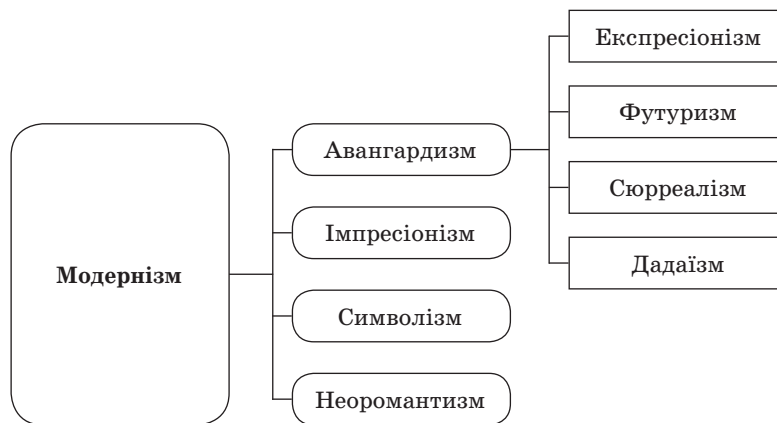 Модернізм
Авангардизм
Імпресіонізм
Символізм
Неоромантизм
Експресіонізм
Футуризм
Сюрреалізм
Дадаїзм